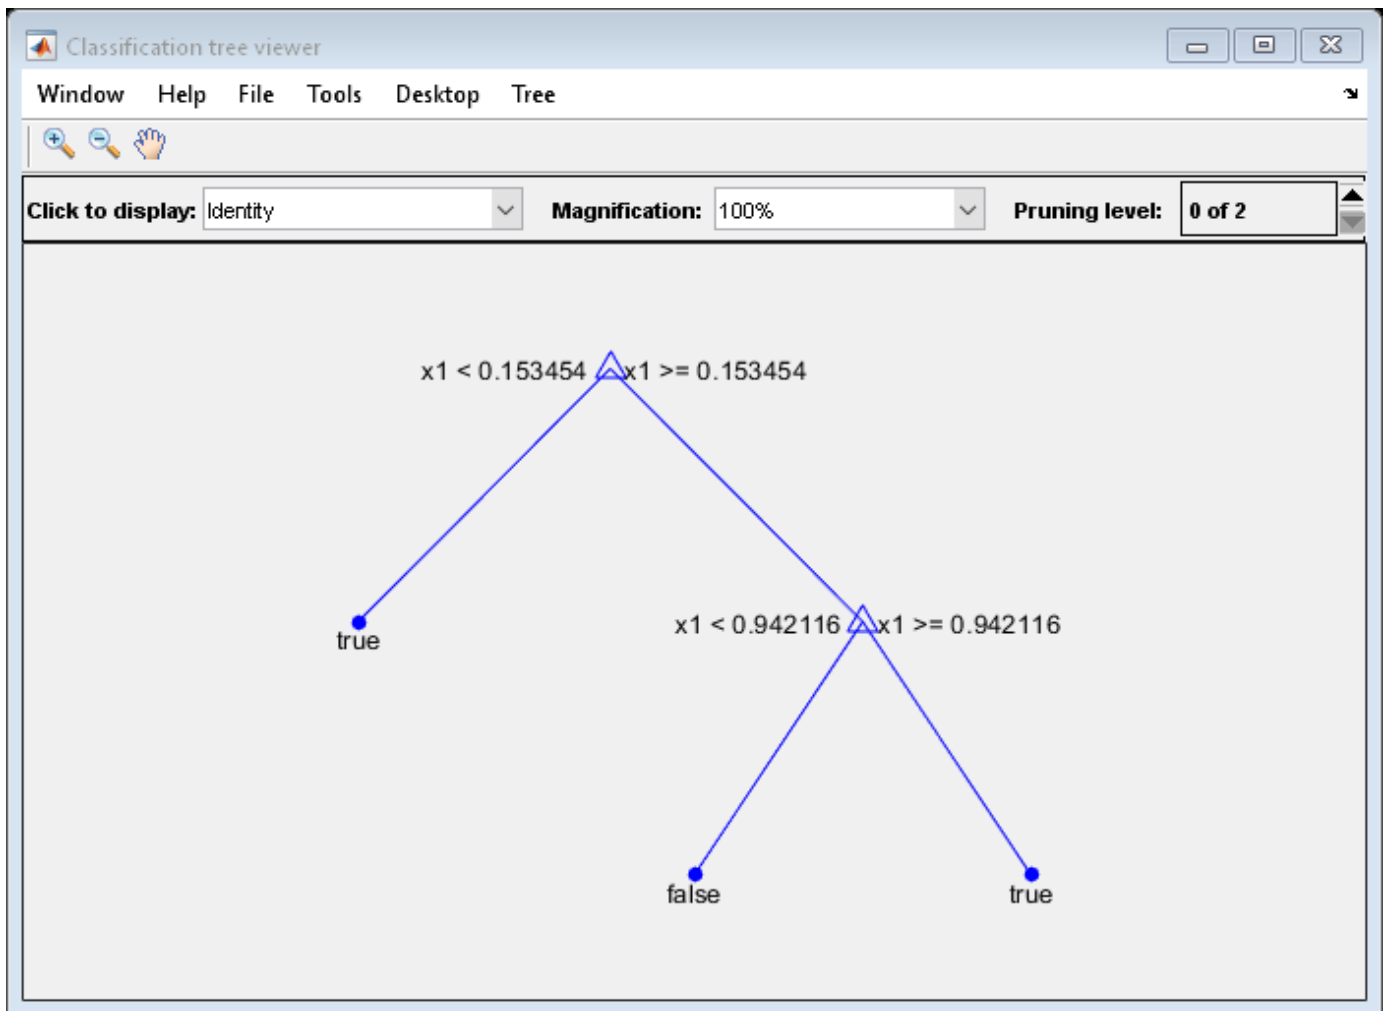 Classification tree viewer
Window Help File Tools Desktop Tree
Click to display: Identity Magnification: 100% Pruning level: 0 of 2
x1 < 0.153454 x1 >= 0.153454
true
x1 < 0.942116 x1 >= 0.942116
false true